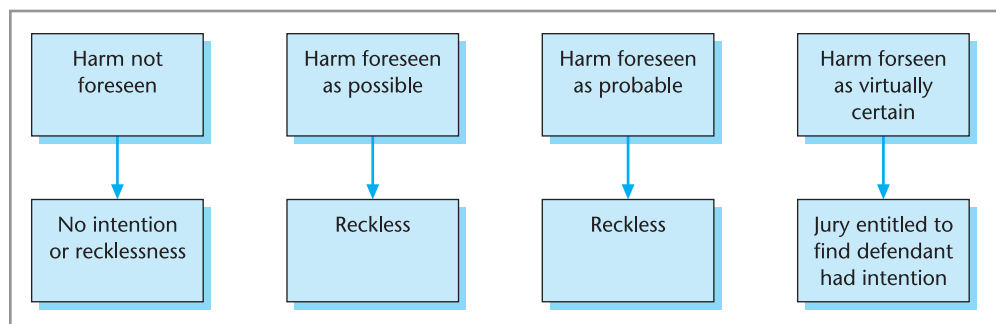 Harm not
foreseen
Harm foreseen
as possible
Harm foreseen
as probable
Harm forseen
as virtually
certain
No intention
or recklessness
Reckless
Reckless
Jury entitled to
find defendant
had intention